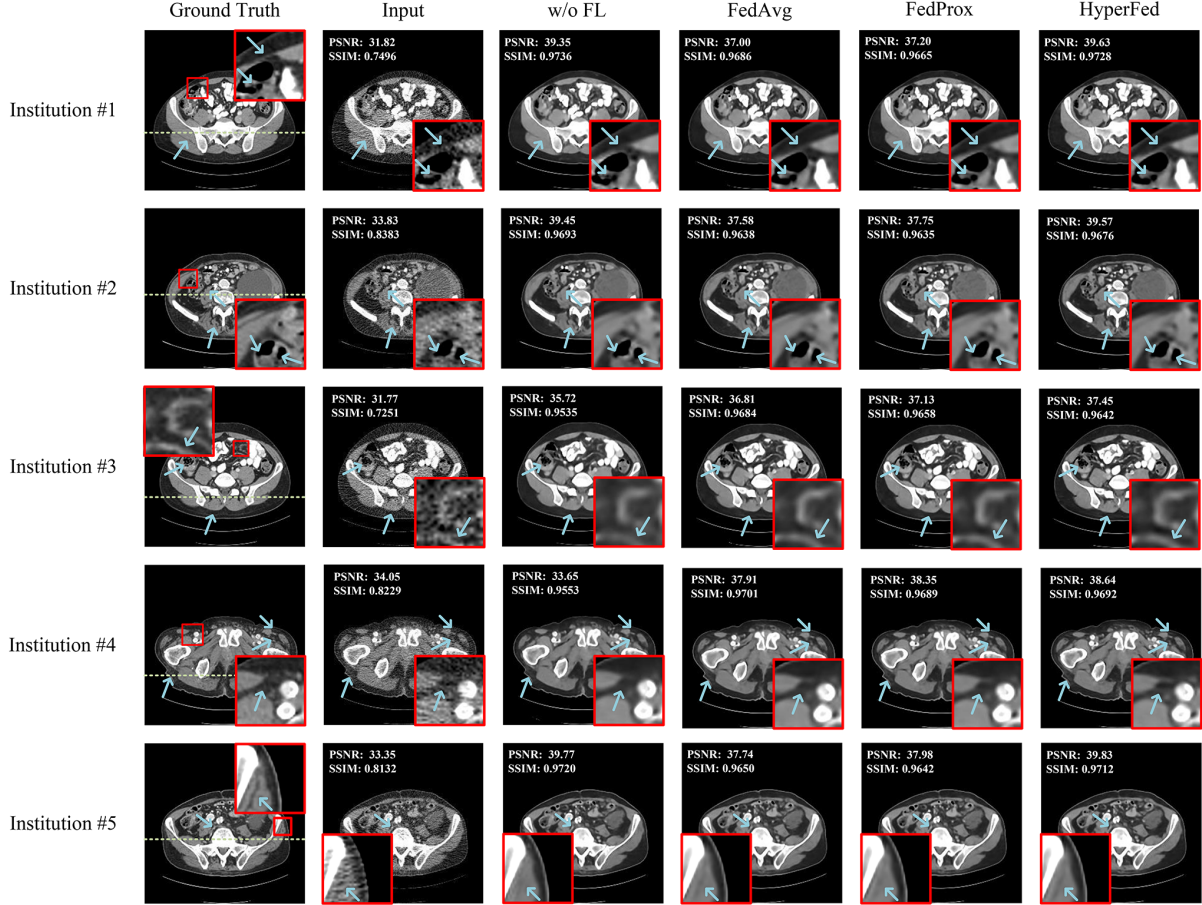 Ground Truth Input w/o FL FedAvg FedProx HyperFed
Institution #1
PSNR: 31.82
SSIM: 0.7496
PSNR: 39.35
SSIM: 0.9736
PSNR: 37.00
SSIM: 0.9686
PSNR: 37.20
SSIM: 0.9665
PSNR: 39.63
SSIM: 0.9728
Institution #2
PSNR: 33.83
SSIM: 0.8383
PSNR: 39.45
SSIM: 0.9693
PSNR: 37.58
SSIM: 0.9638
PSNR: 37.75
SSIM: 0.9635
PSNR: 39.57
SSIM: 0.9676
Institution #3
PSNR: 31.77
SSIM: 0.7251
PSNR: 35.72
SSIM: 0.9535
PSNR: 36.81
SSIM: 0.9684
PSNR: 37.13
SSIM: 0.9658
PSNR: 37.45
SSIM: 0.9642
Institution #4
PSNR: 34.05
SSIM: 0.8229
PSNR: 33.65
SSIM: 0.9553
PSNR: 37.91
SSIM: 0.9701
PSNR: 38.35
SSIM: 0.9689
PSNR: 38.64
SSIM: 0.9692
Institution #5
PSNR: 33.35
SSIM: 0.8132
PSNR: 39.77
SSIM: 0.9720
PSNR: 37.74
SSIM: 0.9650
PSNR: 37.98
SSIM: 0.9642
PSNR: 39.83
SSIM: 0.9712